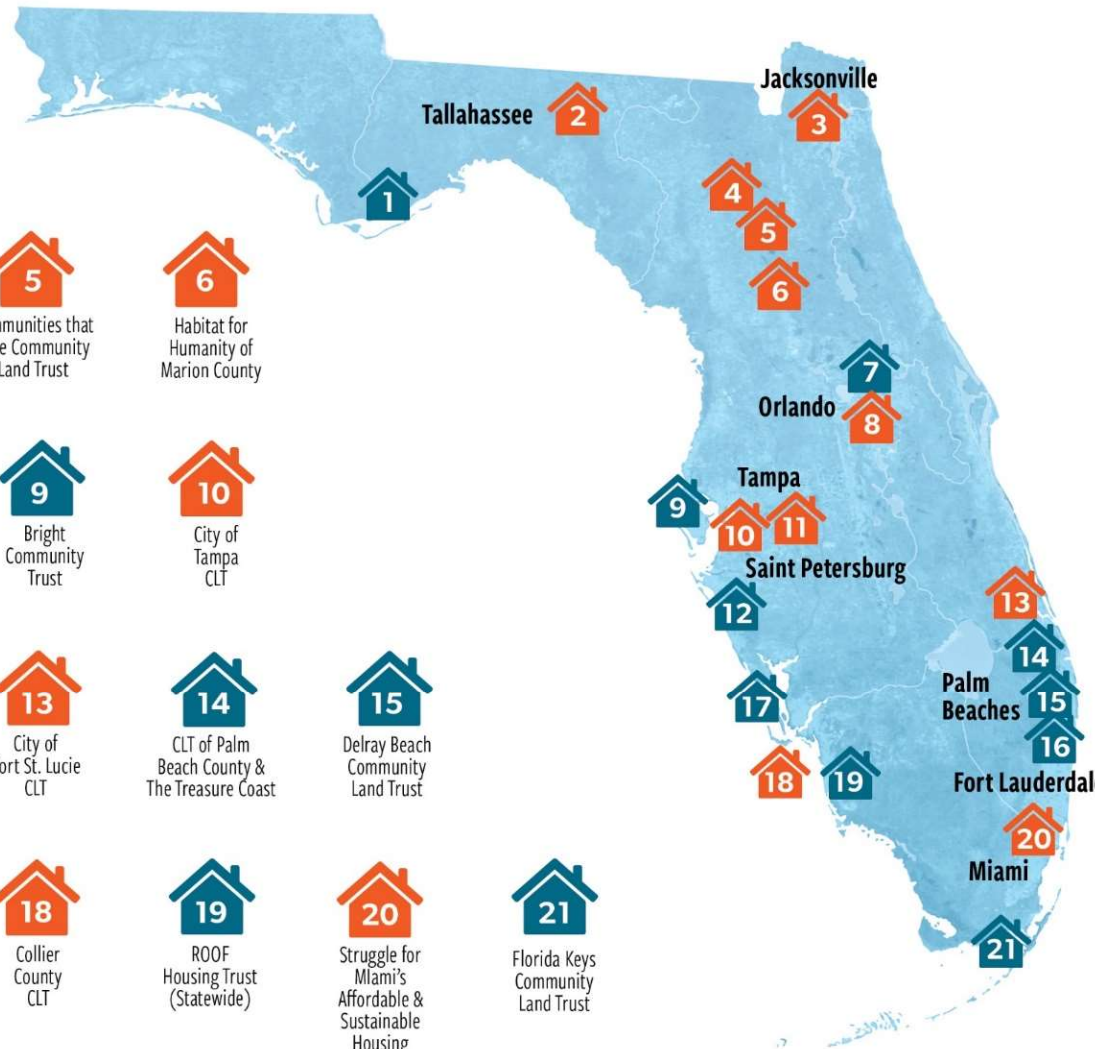 Jacksonville
3
Tallahassee
2
1
4
5
6
7
Orlando
8
Tampa
9
10
11
Saint Petersburg
12
13
14
Palm
Beaches
15
16
17
18
19
Fort Lauderdale
20
Miami
21
5
munities that
e Community
Land Trust
6
Habitat for
Humanity of
Marion County
9
Bright
Community
Trust
10
City of
Tampa
CLT
13
City of
ort St. Lucie
CLT
14
CLT of Palm
Beach County &
The Treasure Coast
15
Delray Beach
Community
Land Trust
18
Collier
County
CLT
19
ROOF
Housing Trust
(Statewide)
20
Struggle for
MIami's
Affordable &
Sustainable
Housing
21
Florida Keys
Community
Land Trust